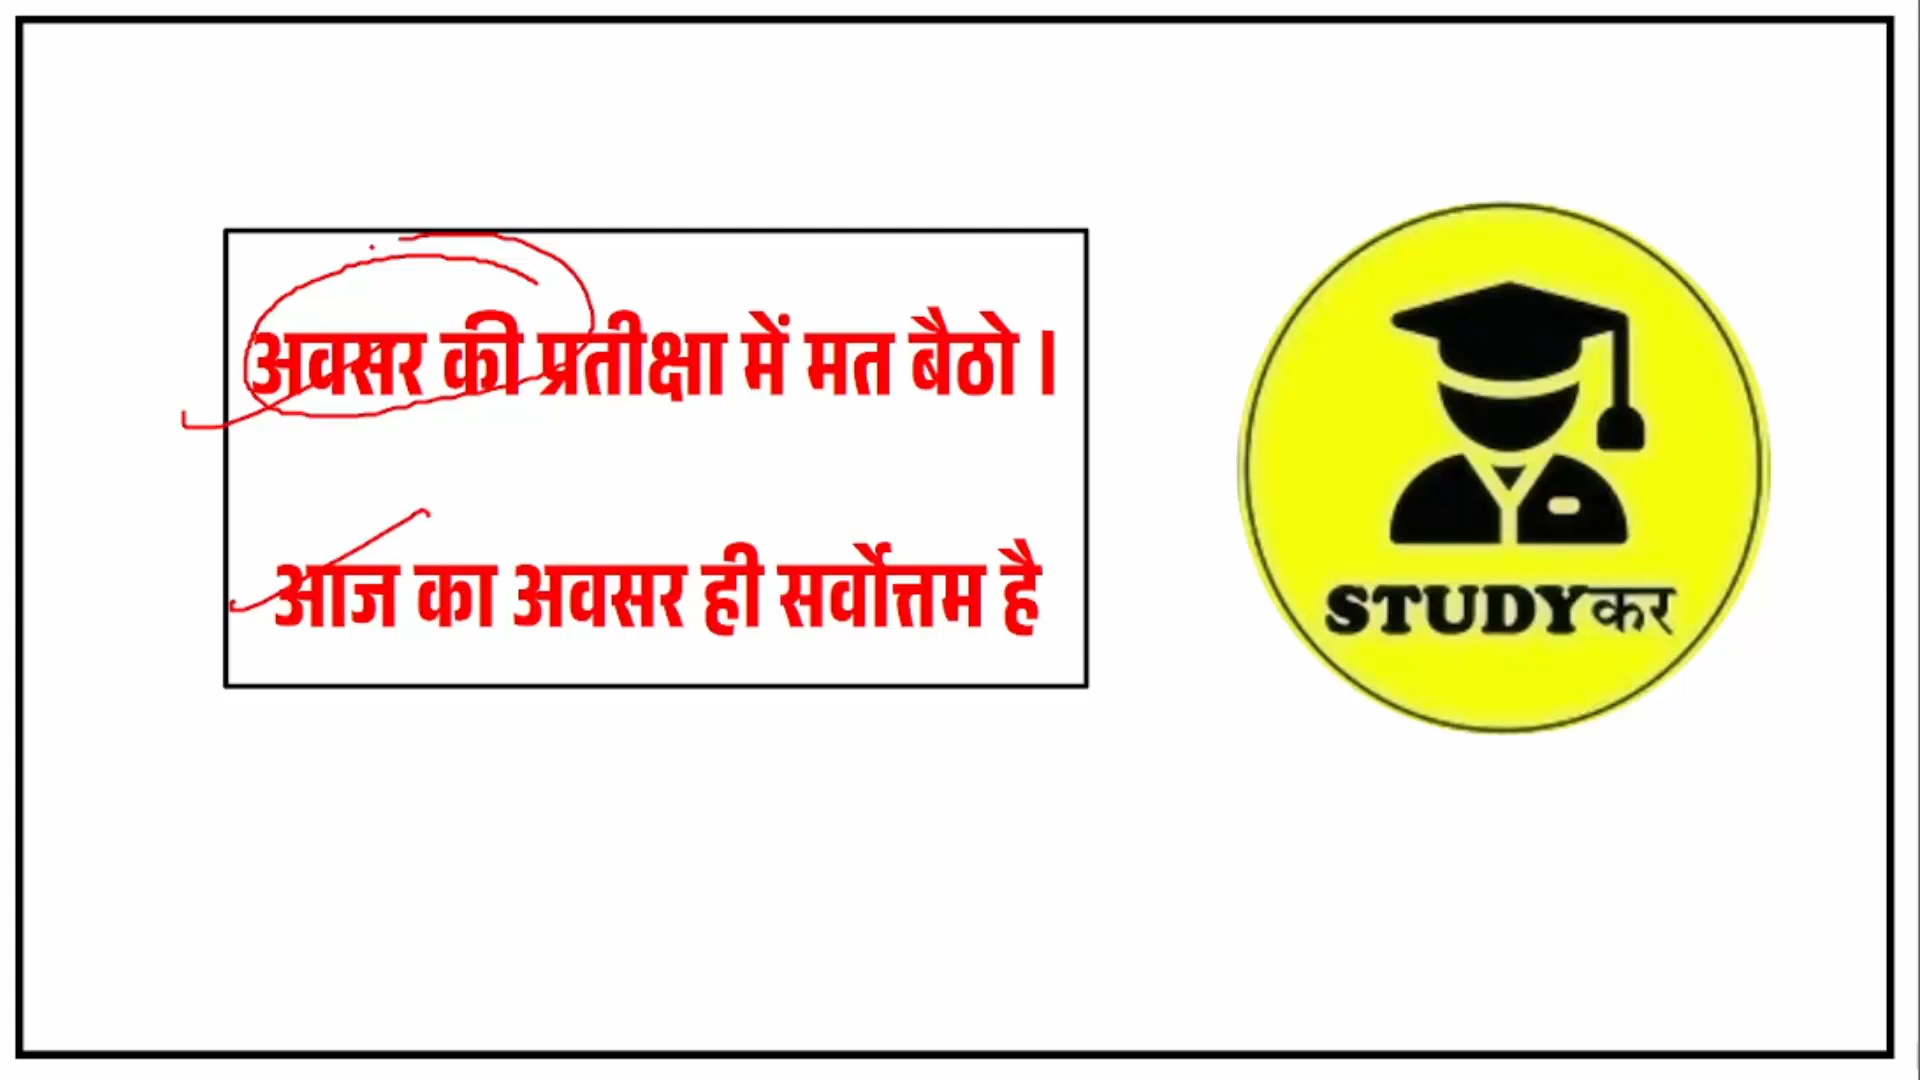 अवसर की प्रतीक्षा में मत बैठो ।
आज का अवसर ही सर्वोत्तम है
STUDYकर